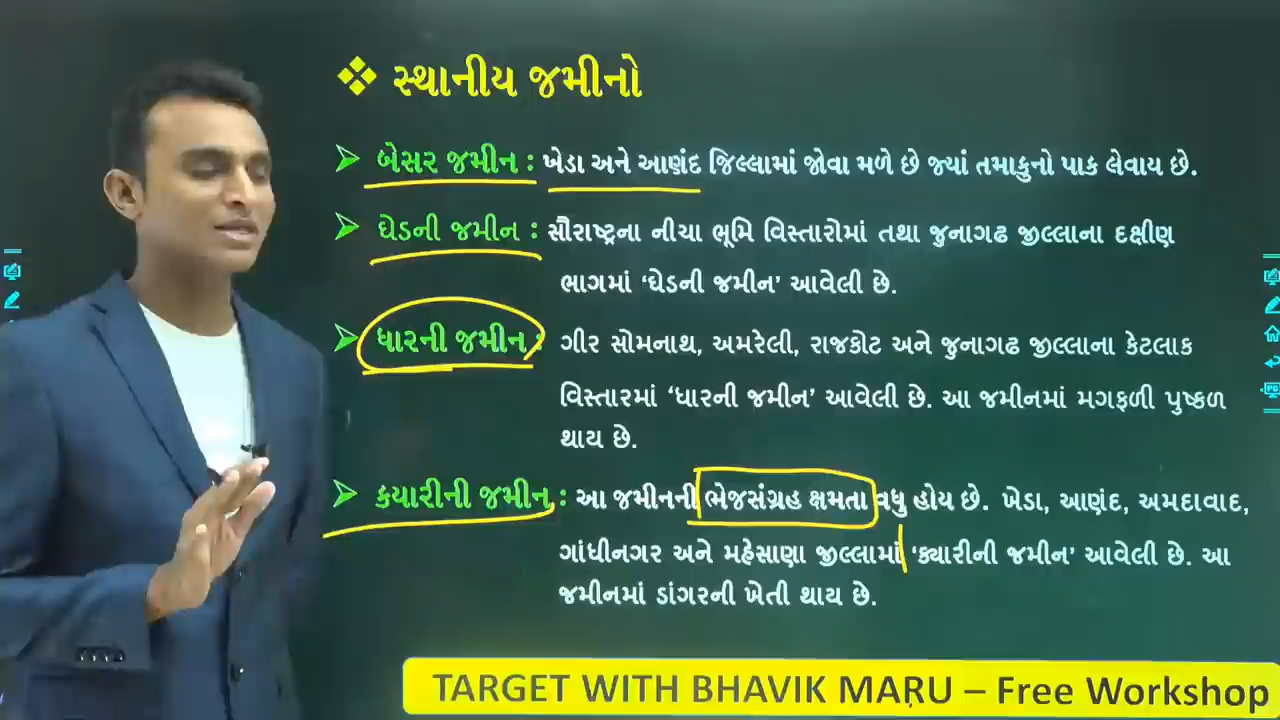 ❖ સ્થાનીય જમીનો
➤ બેસર જમીન : ખેડા અને આણંદ જિલ્લામાં જોવા મળે છે જ્યાં તમાકુનો પાક લેવાય છે.
➤ ઘેડની જમીન : સૌરાષ્ટ્રના નીચા ભૂમિ વિસ્તારોમાં તથા જુનાગઢ જીલ્લાના દક્ષીણ
ભાગમાં ‘ઘેડની જમીન’ આવેલી છે.
➤ ધારની જમીન : ગીર સોમનાથ, અમરેલી, રાજકોટ અને જુનાગઢ જીલ્લાના કેટલાક
વિસ્તારમાં ‘ધારની જમીન’ આવેલી છે. આ જમીનમાં મગફળી પુષ્કળ
થાય છે.
➤ કયારીની જમીન : આ જમીનની ભેજસંગ્રહ ક્ષમતા વધુ હોય છે. ખેડા, આણંદ, અમદાવાદ,
ગાંધીનગર અને મહેસાણા જીલ્લામાં ‘ક્યારીની જમીન’ આવેલી છે. આ
જમીનમાં ડાંગરની ખેતી થાય છે.
TARGET WITH BHAVIK MARU – Free Workshop